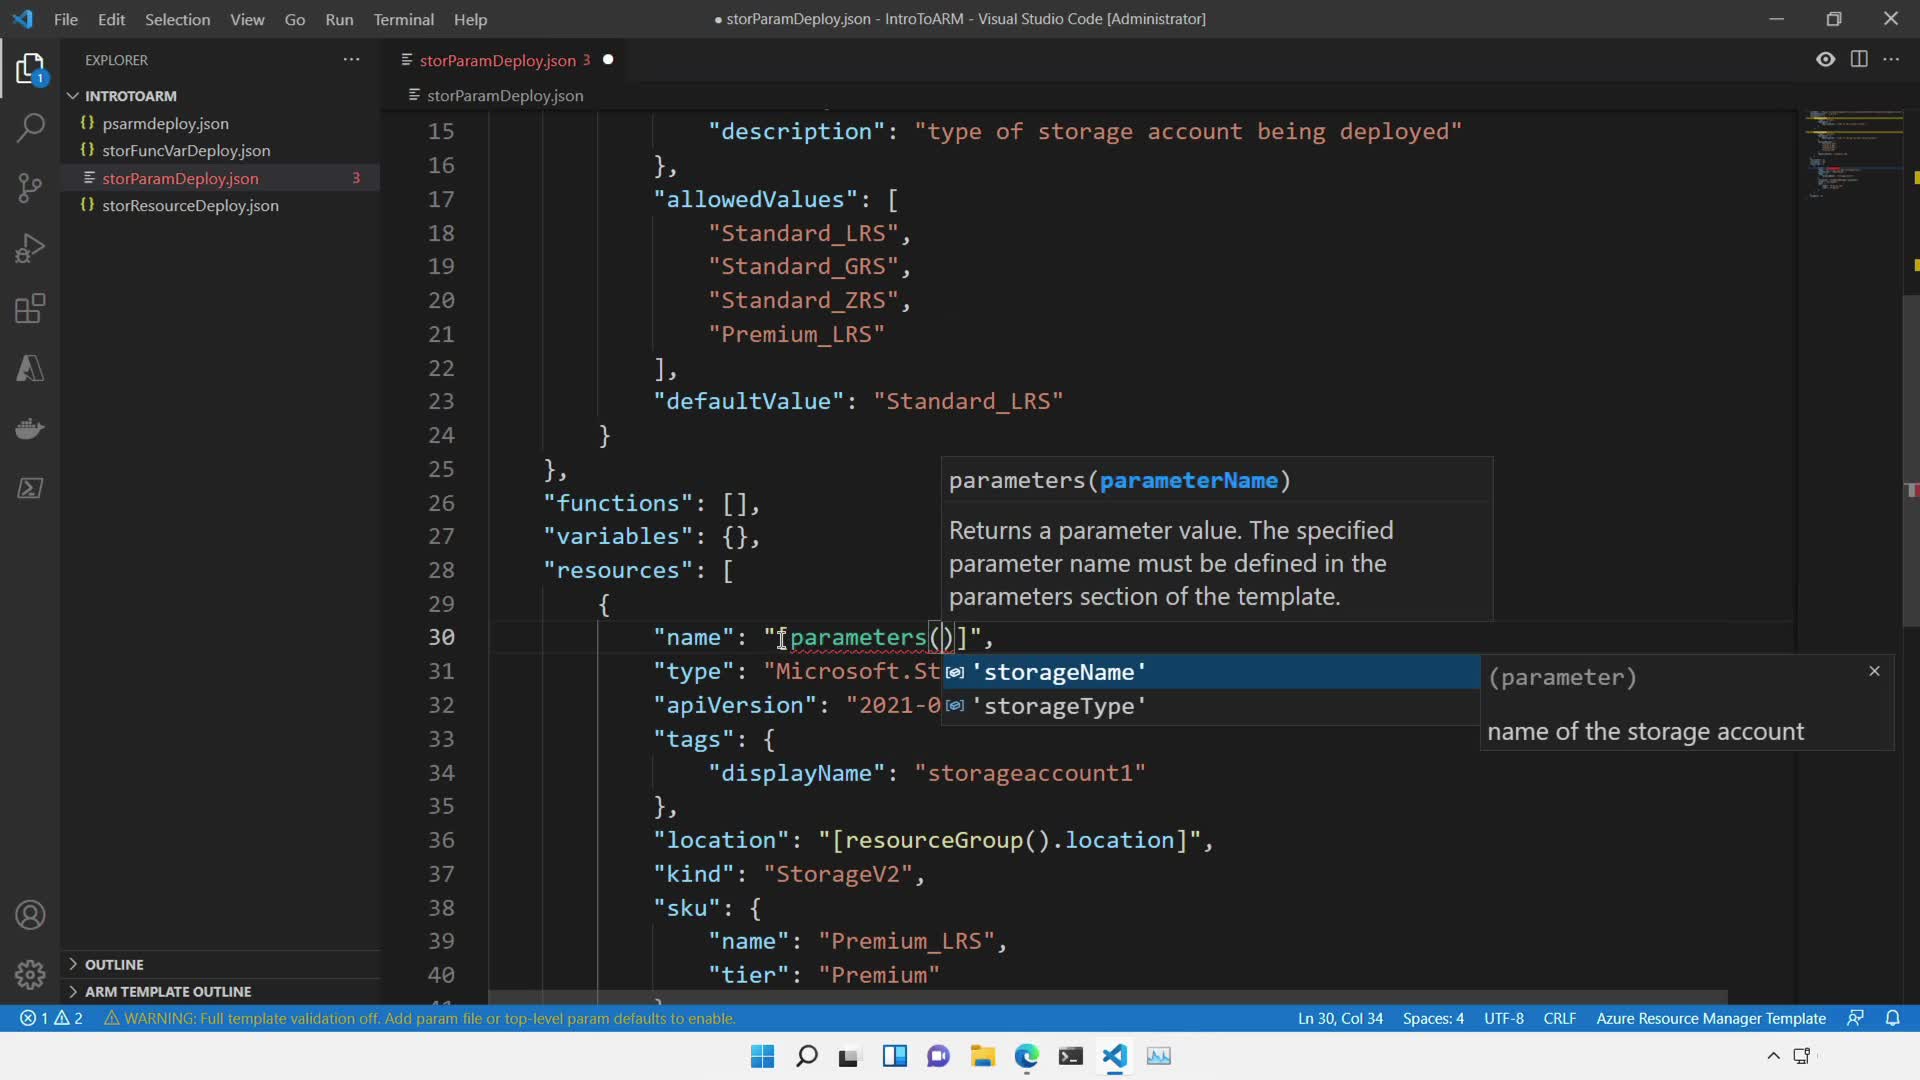 File Edit Selection View Go Run Terminal Help
● storParamDeploy.json - IntroToARM - Visual Studio Code [Administrator]
EXPLORER
1
INTROTOARM
psarmdeploy.json
storFuncVarDeploy.json
storParamDeploy.json 3
storResourceDeploy.json
OUTLINE
ARM TEMPLATE OUTLINE
storParamDeploy.json 3 ●
storParamDeploy.json
15 "description": "type of storage account being deployed"
16 },
17 "allowedValues": [
18 "Standard_LRS",
19 "Standard_GRS",
20 "Standard_ZRS",
21 "Premium_LRS"
22 ],
23 "defaultValue": "Standard_LRS"
24 }
25 },
26 "functions": [],
27 "variables": {},
28 "resources": [
29 {
30 "name": "[parameters()]",
31 "type": "Microsoft.St
32 "apiVersion": "2021-0
33 "tags": {
34 "displayName": "storageaccount1"
35 },
36 "location": "[resourceGroup().location]",
37 "kind": "StorageV2",
38 "sku": {
39 "name": "Premium_LRS",
40 "tier": "Premium"
parameters(parameterName)
Returns a parameter value. The specified
parameter name must be defined in the
parameters section of the template.
'storageName'
'storageType'
(parameter)
name of the storage account
1 2 WARNING: Full template validation off. Add param file or top-level param defaults to enable.
Ln 30, Col 34 Spaces: 4 UTF-8 CRLF Azure Resource Manager Template